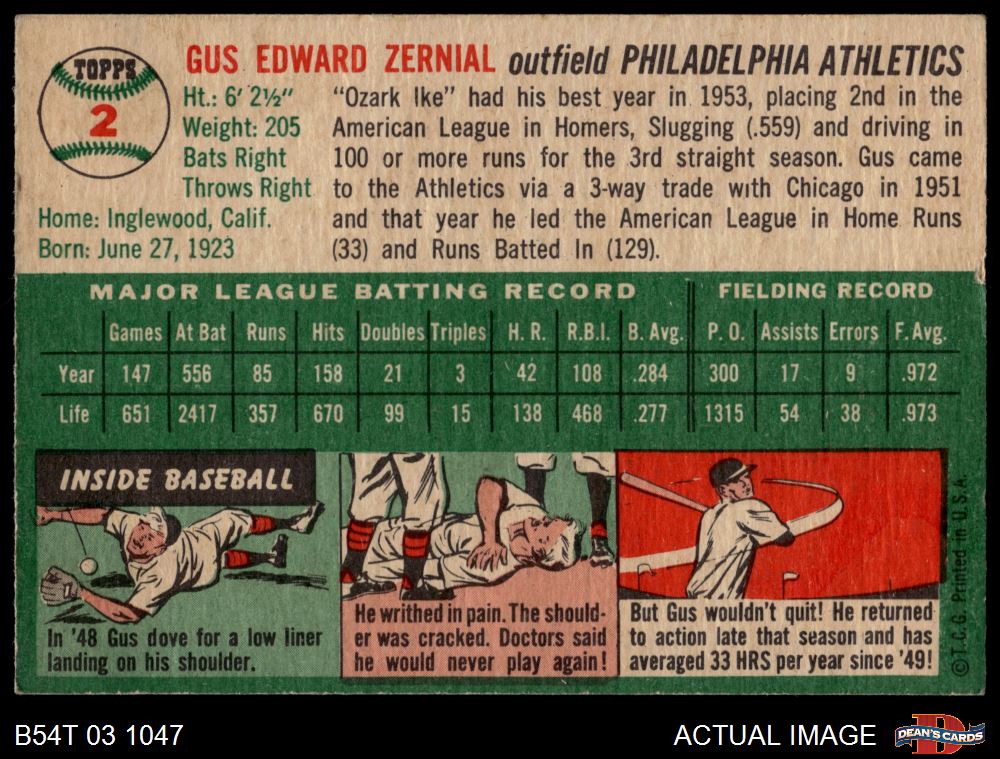 TOPPS
2
GUS EDWARD ZERNIAL outfield PHILADELPHIA ATHLETICS
Ht.: 6' 2½"
Weight: 205
Bats Right
Throws Right
Home: Inglewood, Calif.
Born: June 27, 1923
"Ozark Ike" had his best year in 1953, placing 2nd in the
American League in Homers, Slugging (.559) and driving in
100 or more runs for the 3rd straight season. Gus came
to the Athletics via a 3-way trade with Chicago in 1951
and that year he led the American League in Home Runs
(33) and Runs Batted In (129).
MAJOR LEAGUE BATTING RECORD FIELDING RECORD
Games At Bat Runs Hits Doubles Triples H. R. R.B.I. B. Avg. P. O. Assists Errors F. Avg.
Year 147 556 85 158 21 3 42 108 .284 300 17 9 .972
Life 651 2417 357 670 99 15 138 468 .277 1315 54 38 .973
INSIDE BASEBALL
In '48 Gus dove for a low liner
landing on his shoulder.
He writhed in pain. The should-
er was cracked. Doctors said
he would never play again!
But Gus wouldn't quit! He returned
to action late that season and has
averaged 33 HRS per year since '49!
©T.C.G. Printed in U.S.A.
B54T 03 1047
ACTUAL IMAGE
D
DEAN'S CARDS